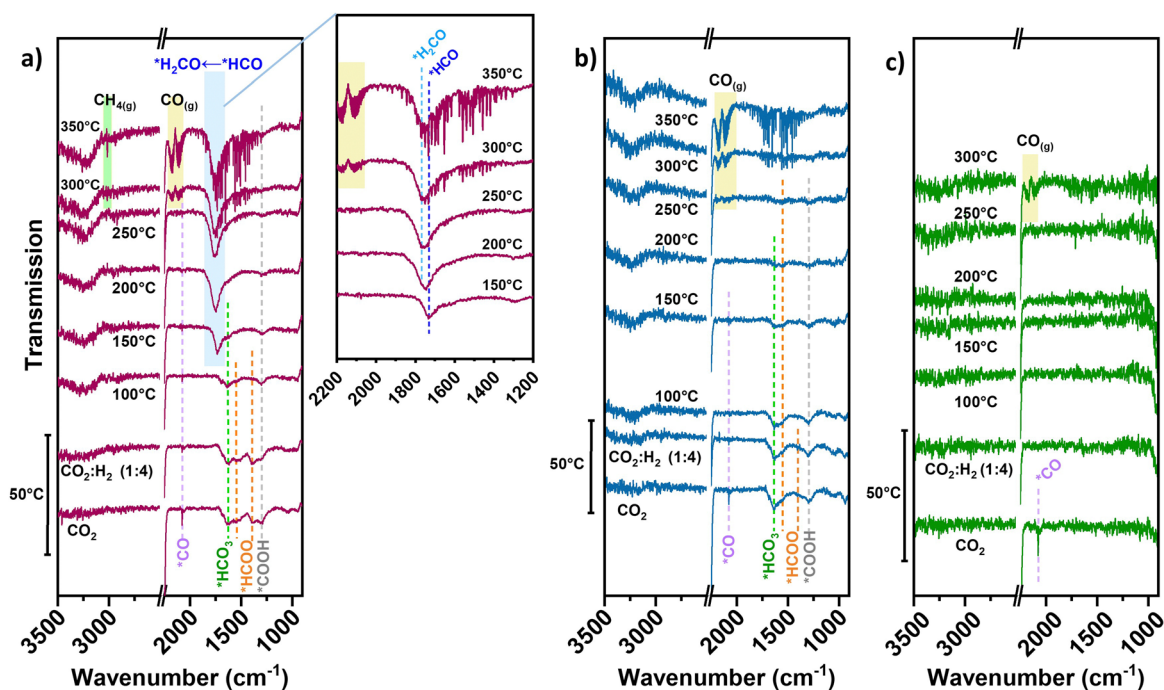 a)
Transmission
*H₂CO←*HCO
CH₄(g)
CO(g)
350°C
300°C
250°C
200°C
150°C
100°C
CO₂:H₂ (1:4)
50°C
CO₂
*CO
*HCO₃
*HCOO
*COOH
3500
3000
2000
1500
1000
Wavenumber (cm⁻¹)
*H₂CO
*HCO
350°C
300°C
250°C
200°C
150°C
2200
2000
1800
1600
1400
1200
b)
CO(g)
350°C
300°C
250°C
200°C
150°C
100°C
CO₂:H₂ (1:4)
50°C
CO₂
*CO
*HCO₃
*HCOO
*COOH
3500
3000
2000
1500
1000
Wavenumber (cm⁻¹)
c)
CO(g)
300°C
250°C
200°C
150°C
100°C
CO₂:H₂ (1:4)
*CO
50°C
CO₂
3500
3000
2000
1500
1000
Wavenumber (cm⁻¹)